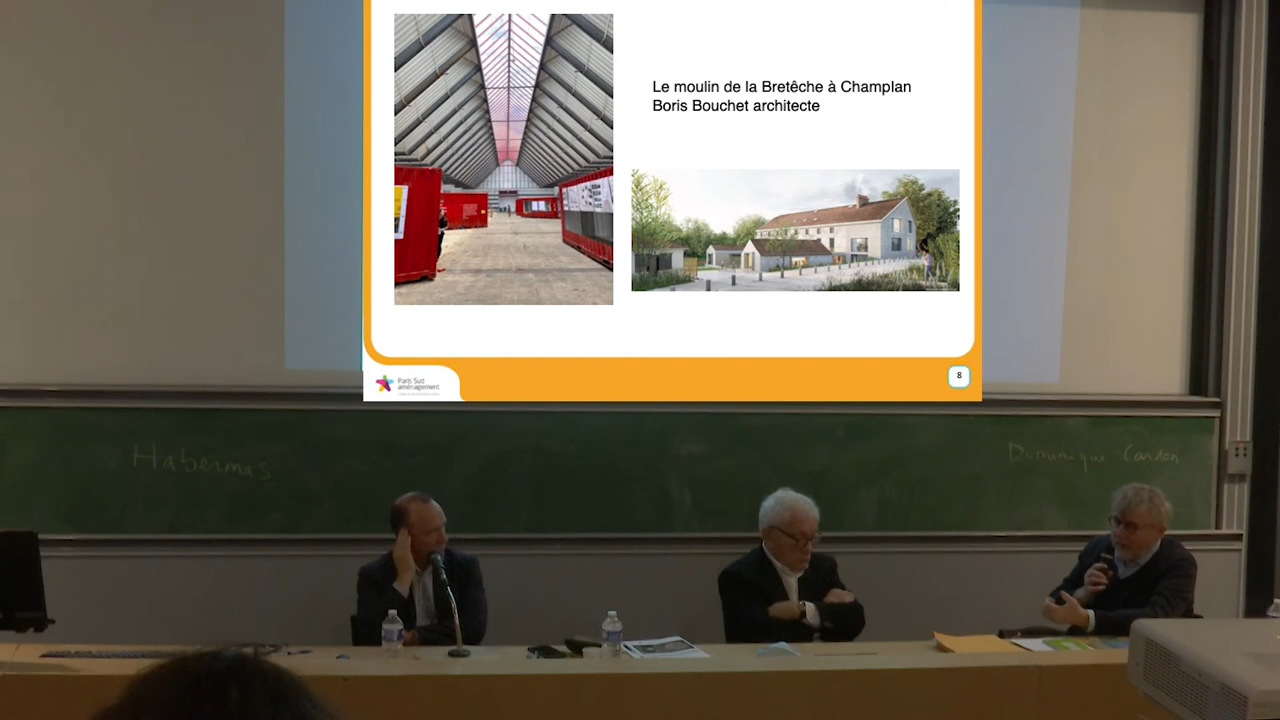 Le moulin de la Bretêche à Champlan
Boris Bouchet architecte
Paris Sud
aménagement
8
Habermas
Dominique Cardon